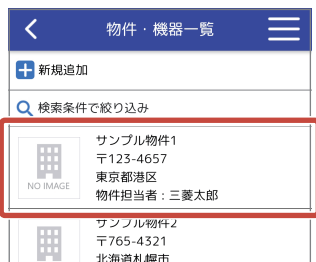 物件・機器一覧
新規追加
検索条件で絞り込み
サンプル物件1
〒123-4657
東京都港区
物件担当者：三菱太郎
NO IMAGE
サンプル物件2
〒765-4321
北海道札幌市